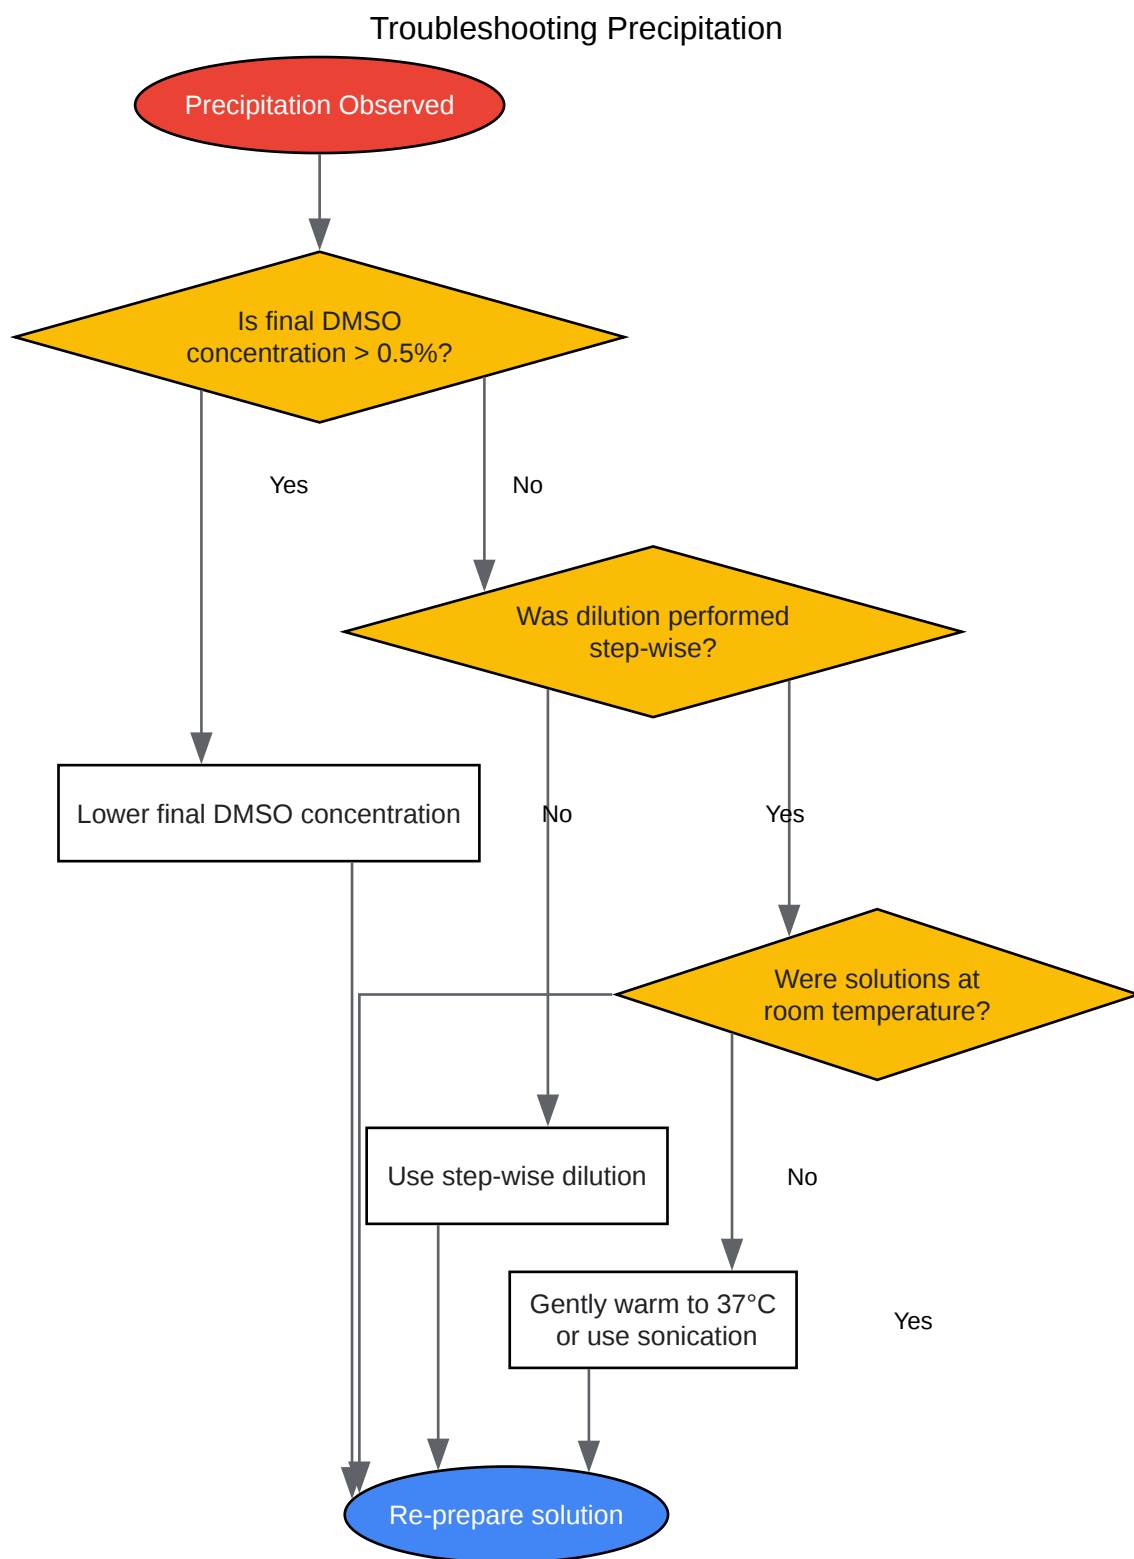 Troubleshooting Precipitation
Precipitation Observed
Is final DMSO
concentration > 0.5%?
Yes
No
Was dilution performed
step-wise?
Lower final DMSO concentration
No
Yes
Were solutions at
room temperature?
Use step-wise dilution
No
Gently warm to 37°C
or use sonication
Yes
Re-prepare solution